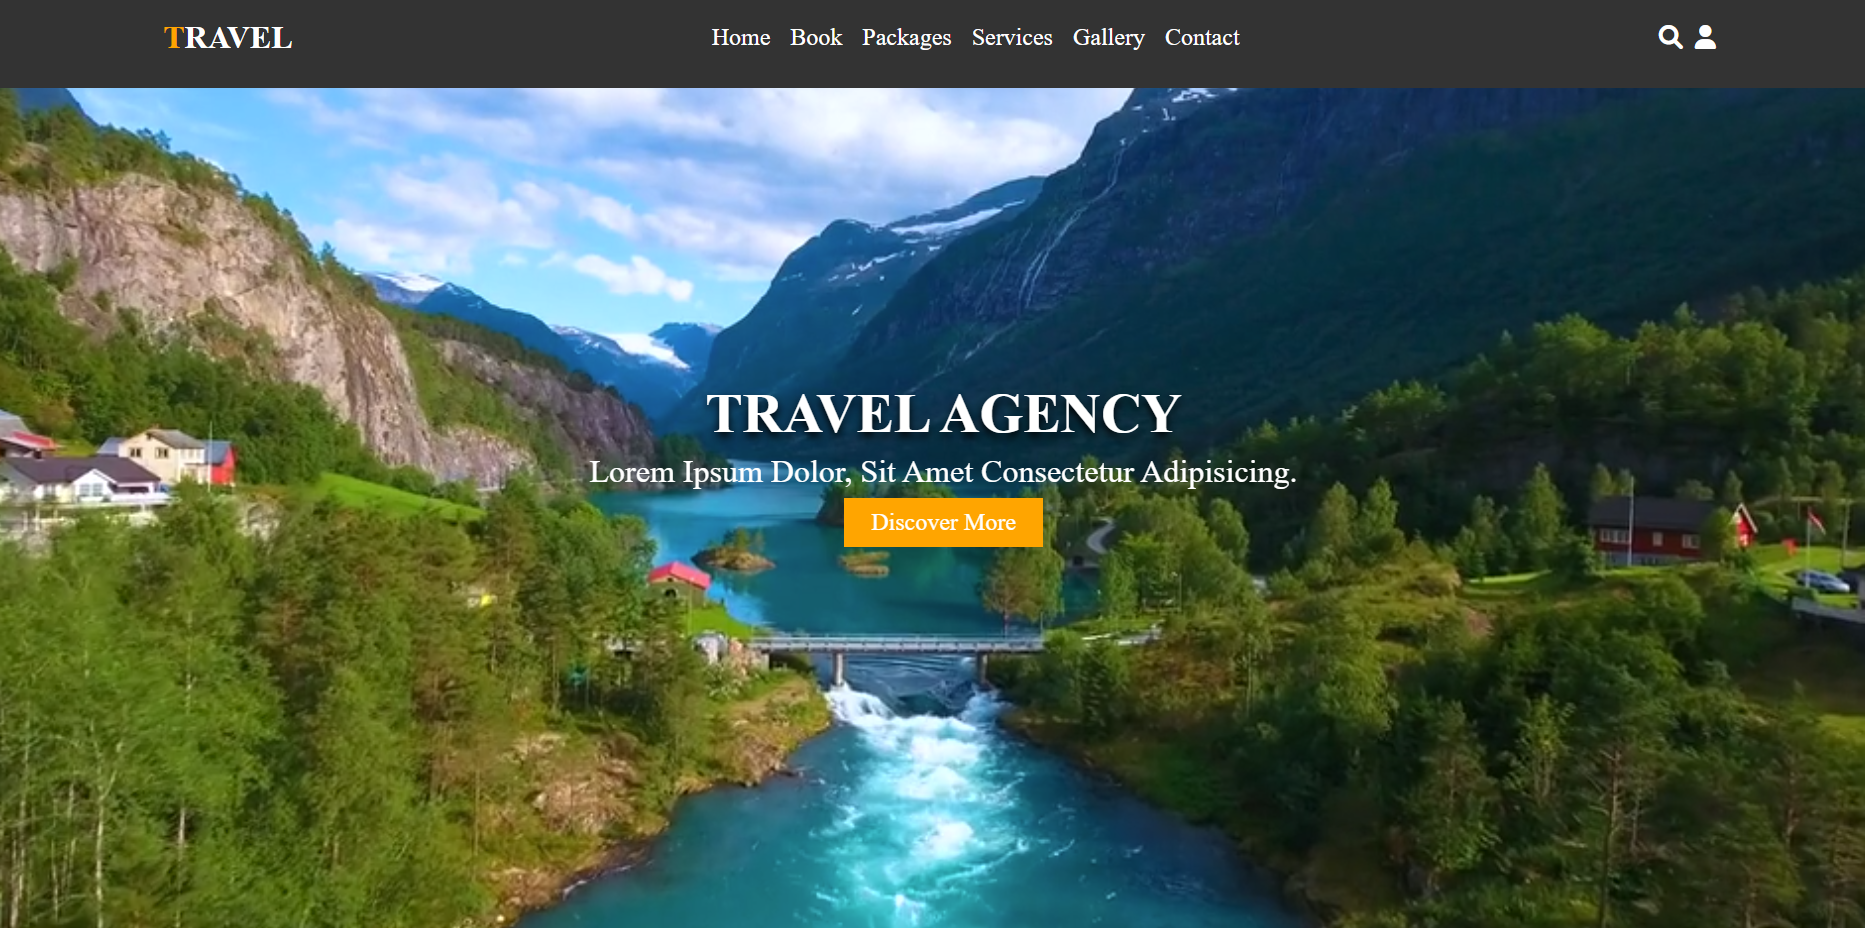 TRAVEL
Home Book Packages Services Gallery Contact
TRAVEL AGENCY
Lorem Ipsum Dolor, Sit Amet Consectetur Adipisicing.
Discover More